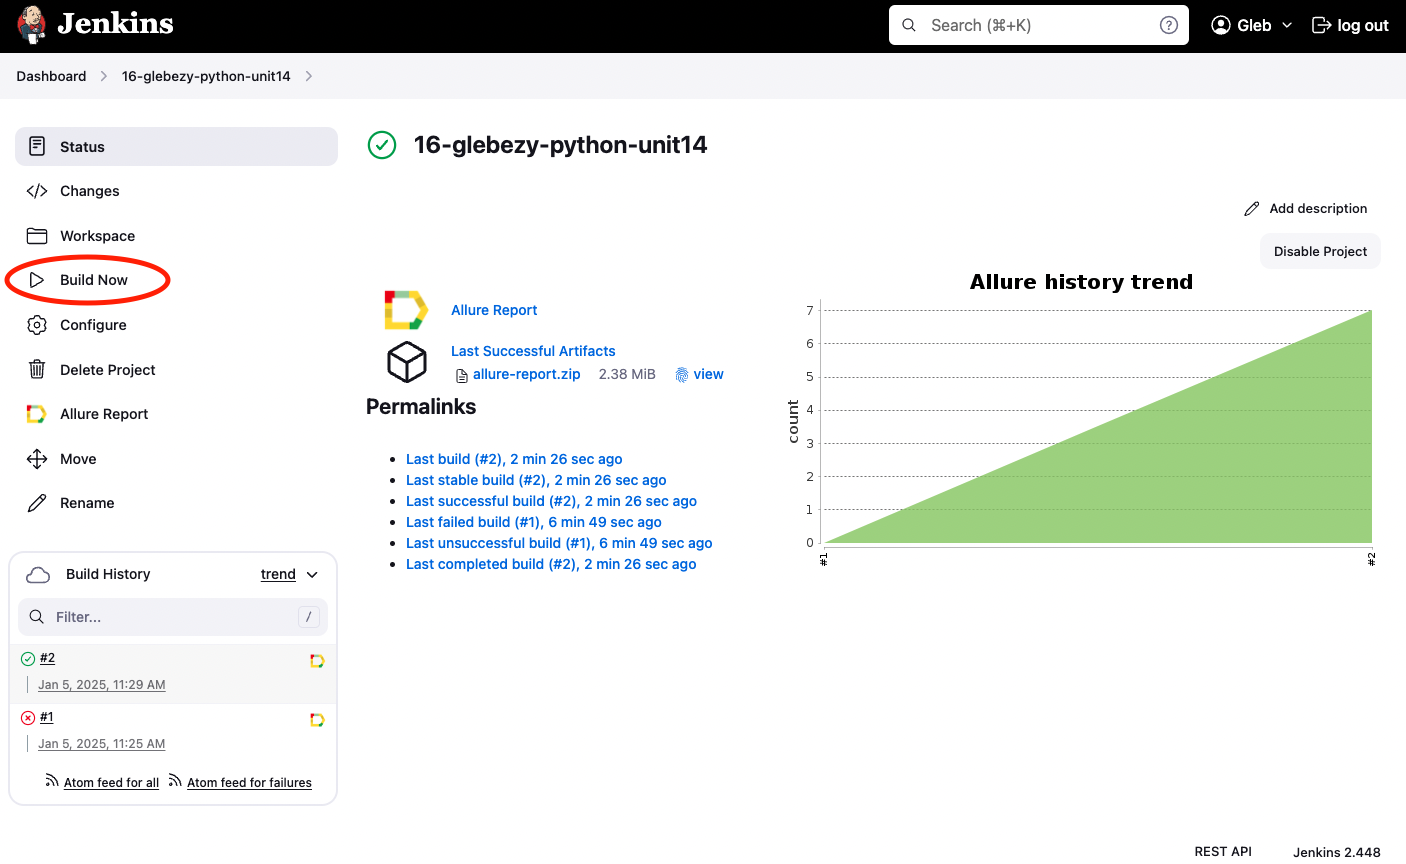 Jenkins
Search (⌘+K)
Gleb
log out
Dashboard
16-glebezy-python-unit14
Status
Changes
Workspace
Build Now
Configure
Delete Project
Allure Report
Move
Rename
Build History
trend
Filter...
/
#2
Jan 5, 2025, 11:29 AM
#1
Jan 5, 2025, 11:25 AM
Atom feed for all
Atom feed for failures
16-glebezy-python-unit14
Add description
Disable Project
Allure Report
Last Successful Artifacts
allure-report.zip 2.38 MiB view
Permalinks
Last build (#2), 2 min 26 sec ago
Last stable build (#2), 2 min 26 sec ago
Last successful build (#2), 2 min 26 sec ago
Last failed build (#1), 6 min 49 sec ago
Last unsuccessful build (#1), 6 min 49 sec ago
Last completed build (#2), 2 min 26 sec ago
Allure history trend
count
7
6
5
4
3
2
1
0
#1
#2
REST API
Jenkins 2.448